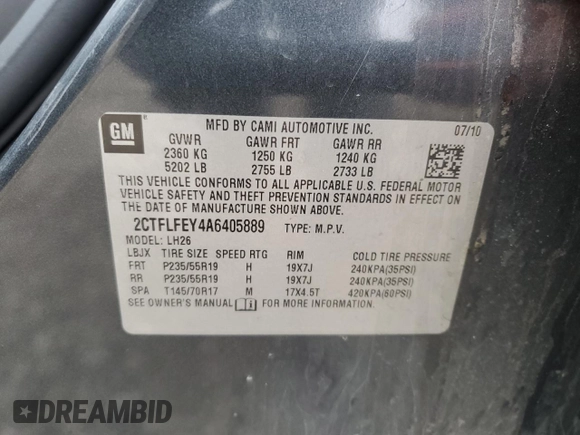 GM
MFD BY CAMI AUTOMOTIVE INC. 07/10
GVWR GAWR FRT GAWR RR
2360 KG 1250 KG 1240 KG
5202 LB 2755 LB 2733 LB
THIS VEHICLE CONFORMS TO ALL APPLICABLE U.S. FEDERAL MOTOR
VEHICLE SAFETY AND THEFT PREVENTION STANDARDS IN EFFECT ON
THE DATE OF MANUFACTURE SHOWN ABOVE.
2CTFLFEY4A6405889 TYPE: M.P.V.
MODEL: LH26
LBJX TIRE SIZE SPEED RTG RIM COLD TIRE PRESSURE
FRT P235/55R19 H 19X7J 240KPA(35PSI)
RR P235/55R19 H 19X7J 240KPA(35PSI)
SPA T145/70R17 M 17X4.5T 420KPA(60PSI)
SEE OWNER'S MANUAL FOR MORE INFORMATION.
DREAMBID